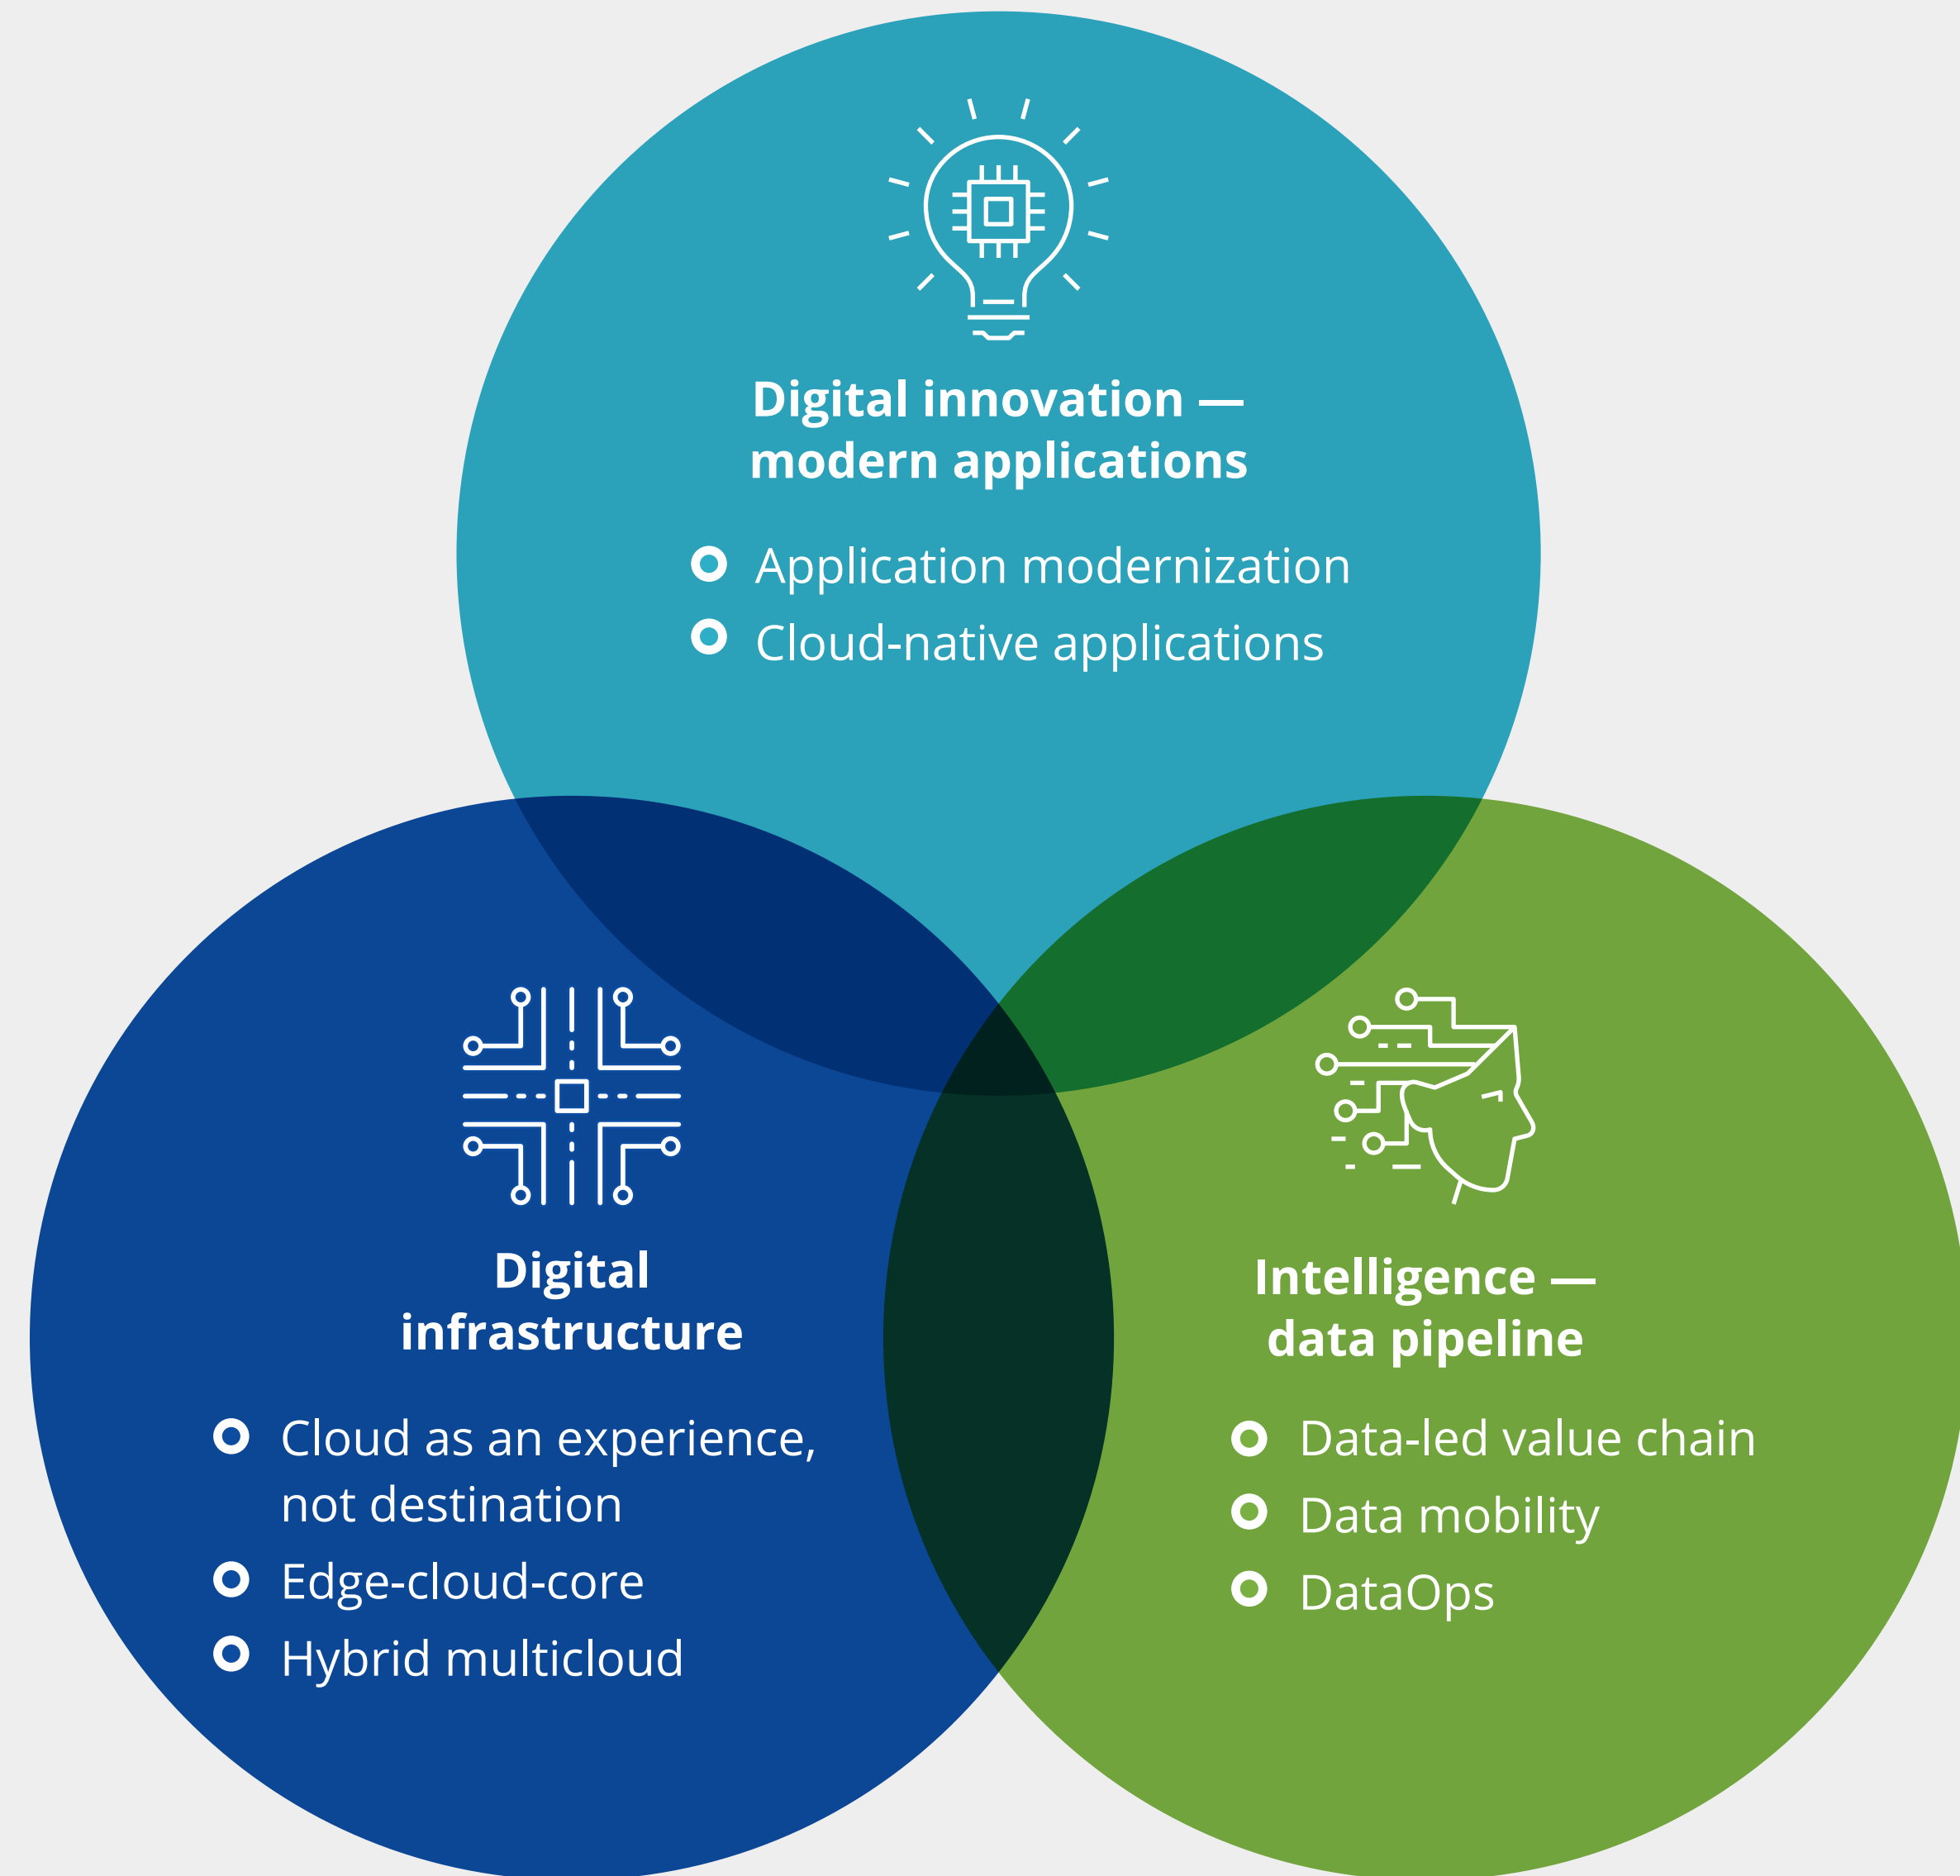 Digital innovation —
modern applications
Application modernization
Cloud-native applications
Digital
infrastructure
Cloud as an experience,
not destination
Edge-cloud-core
Hybrid multicloud
Intelligence —
data pipeline
Data-led value chain
Data mobility
DataOps